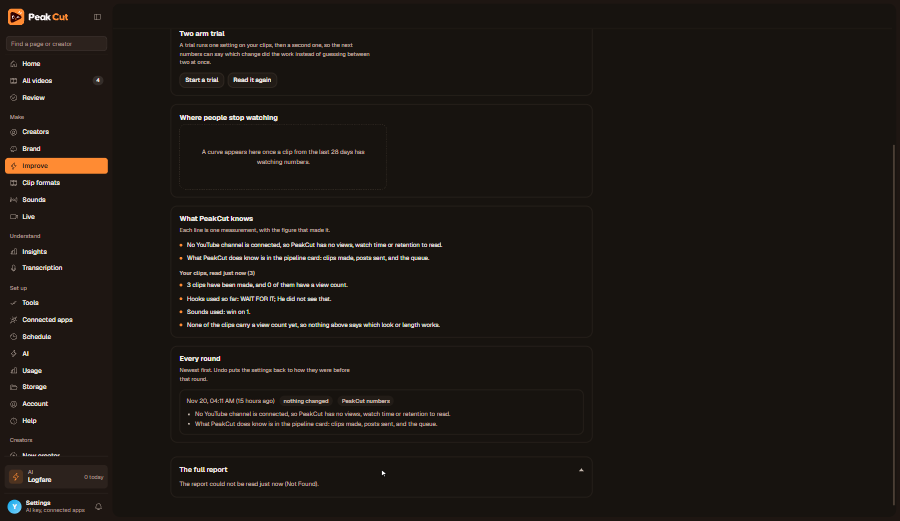 PeakCut
Find a page or creator
Home
All videos
4
Review
Make
Creators
Brand
Improve
Clip formats
Sounds
Live
Understand
Insights
Transcription
Set up
Tools
Connected apps
Schedule
AI
Usage
Storage
Account
Help
Creators
New creator
AI
Logfare
0 today
Y
Settings
AI key, connected apps
Two arm trial
A trial runs one setting on your clips, then a second one, so the next
numbers can say which change did the work instead of guessing between
two at once.
Start a trial
Read it again
Where people stop watching
A curve appears here once a clip from the last 28 days has
watching numbers.
What PeakCut knows
Each line is one measurement, with the figure that made it.
No YouTube channel is connected, so PeakCut has no views, watch time or retention to read.
What PeakCut does know is in the pipeline card: clips made, posts sent, and the queue.
Your clips, read just now (3)
3 clips have been made, and 0 of them have a view count.
Hooks used so far: WAIT FOR IT; He did not see that.
Sounds used: win on 1.
None of the clips carry a view count yet, so nothing above says which look or length works.
Every round
Newest first. Undo puts the settings back to how they were before
that round.
Nov 20, 04:11 AM (15 hours ago) nothing changed PeakCut numbers
No YouTube channel is connected, so PeakCut has no views, watch time or retention to read.
What PeakCut does know is in the pipeline card: clips made, posts sent, and the queue.
The full report
The report could not be read just now (Not Found).